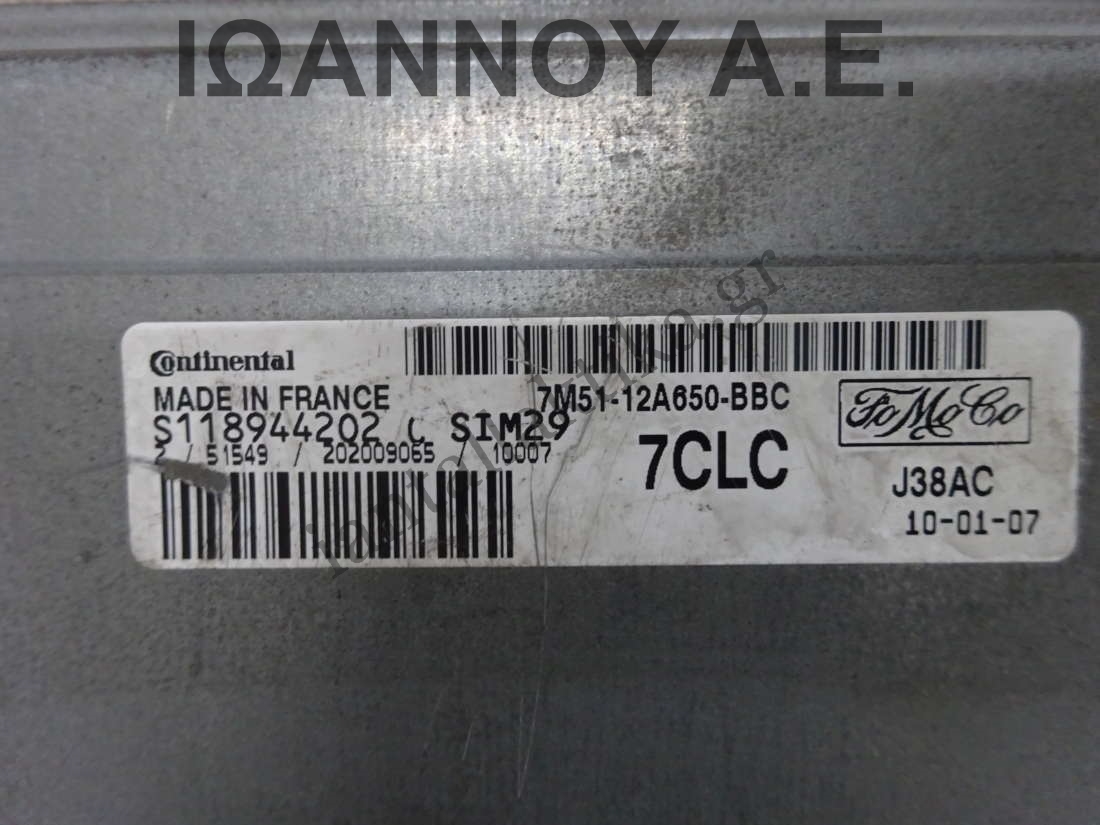 ΙΩΑΝΝΟΥ Α.Ε.
Continental
MADE IN FRANCE
7M51-12A650-BBC
FoMoCo
S118944202 C SIM29
2 / 51549 / 202009065 / 10007
7CLC
J38AC
10-01-07